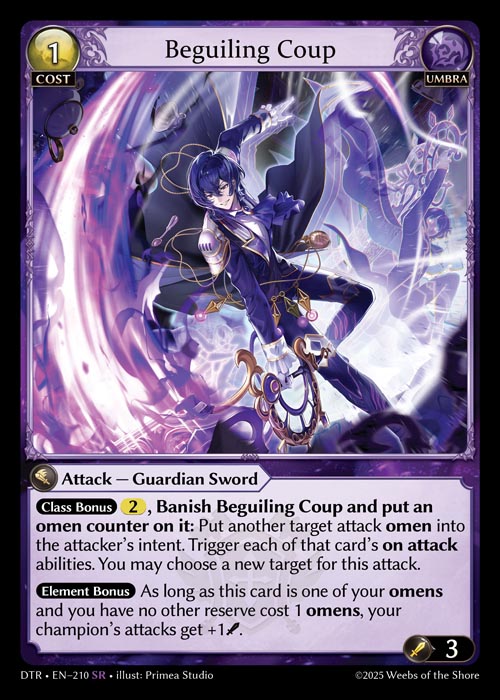 1
Beguiling Coup
COST
UMBRA
Attack — Guardian Sword
Class Bonus 2, Banish Beguiling Coup and put an
omen counter on it: Put another target attack omen into
the attacker's intent. Trigger each of that card's on attack
abilities. You may choose a new target for this attack.
Element Bonus As long as this card is one of your omens
and you have no other reserve cost 1 omens, your
champion's attacks get +1.
3
DTR • EN–210 SR • illust: Primea Studio
©2025 Weebs of the Shore